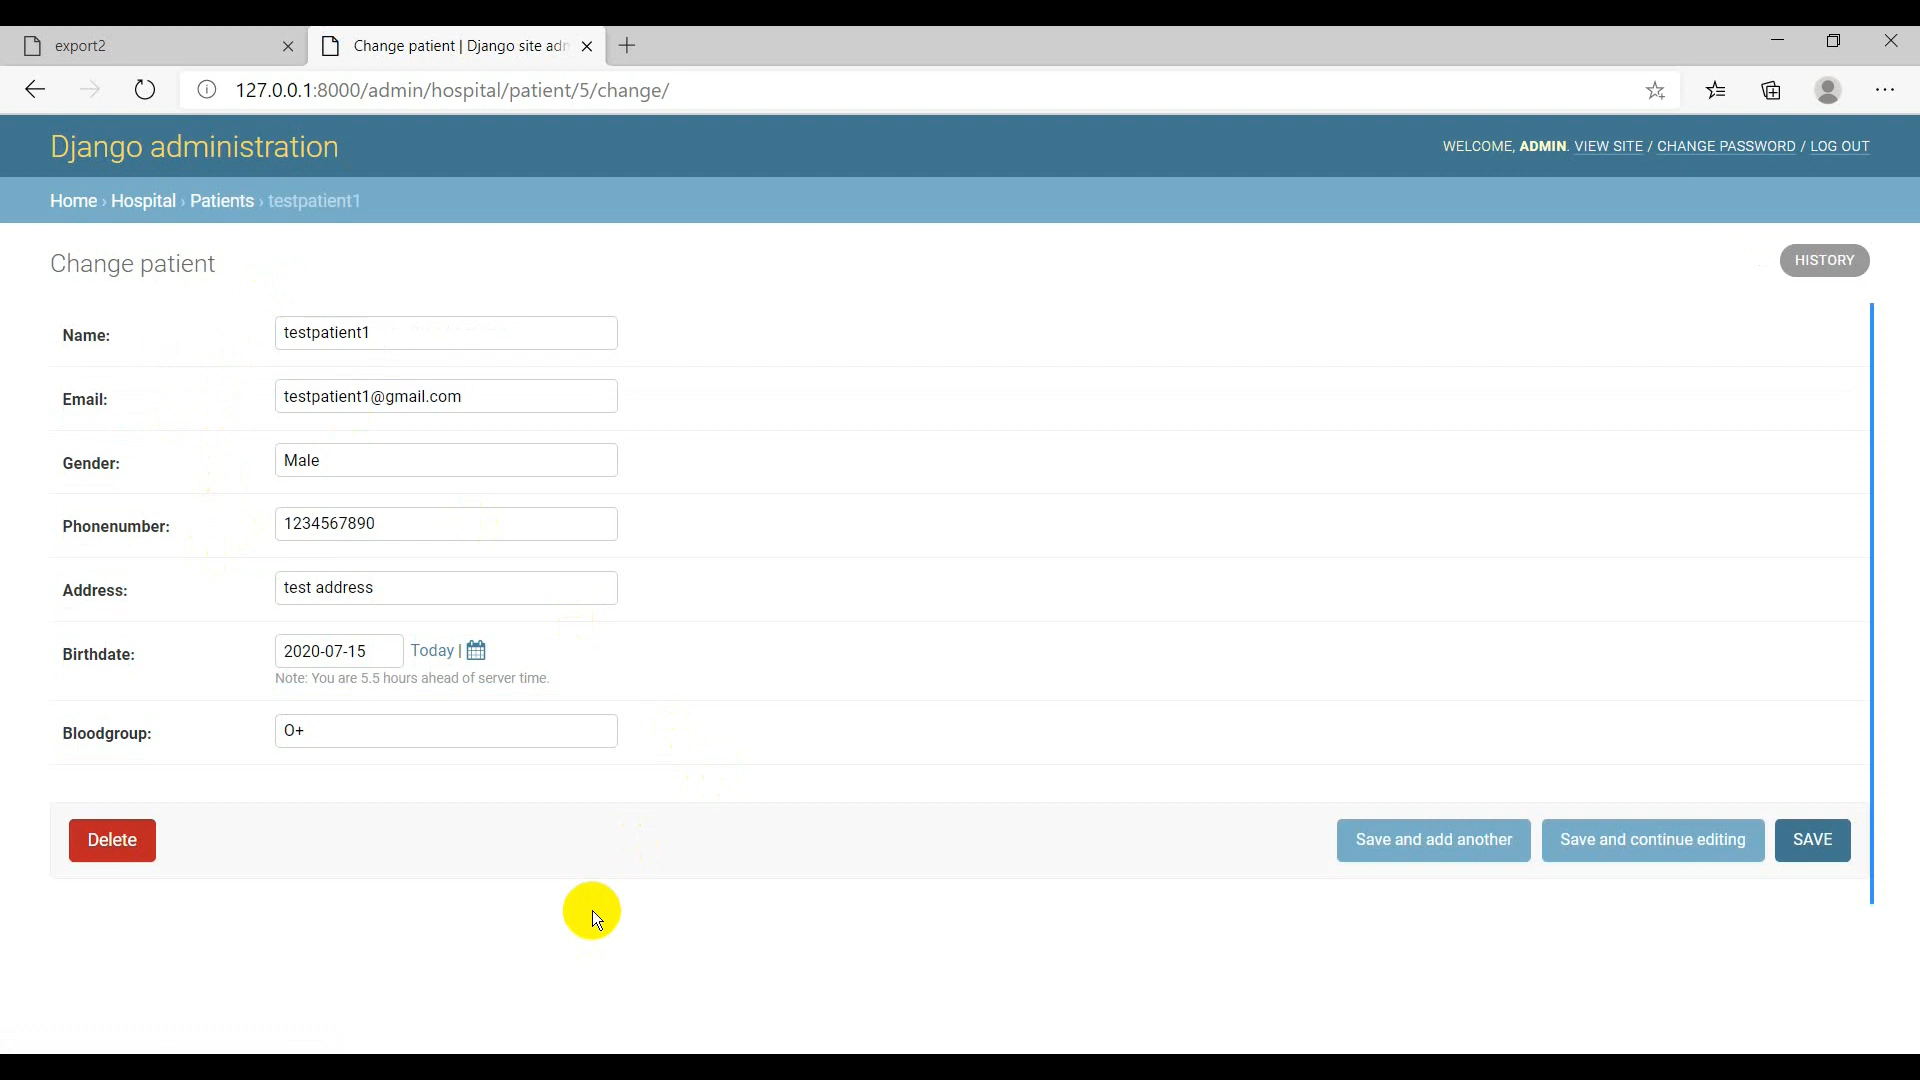 export2
Change patient | Django site adn
127.0.0.1:8000/admin/hospital/patient/5/change/
Django administration
WELCOME, ADMIN. VIEW SITE / CHANGE PASSWORD / LOG OUT
Home › Hospital › Patients › testpatient1
Change patient
HISTORY
Name: testpatient1
Email: testpatient1@gmail.com
Gender: Male
Phonenumber: 1234567890
Address: test address
Birthdate: 2020-07-15 Today |
Note: You are 5.5 hours ahead of server time.
Bloodgroup: O+
Delete
Save and add another
Save and continue editing
SAVE